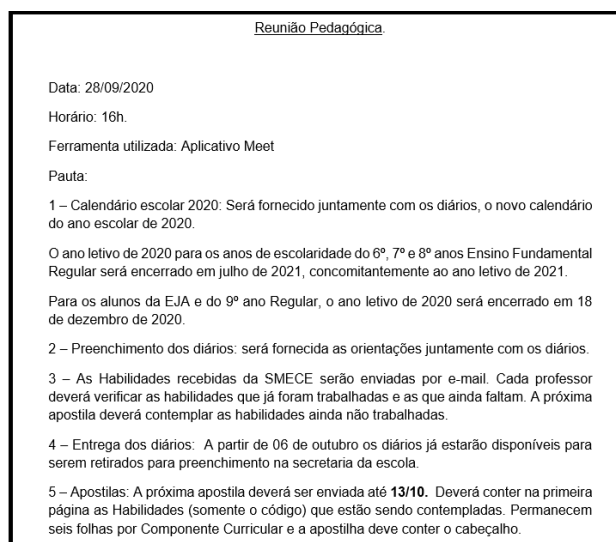 Reunião Pedagógica.
Data: 28/09/2020
Horário: 16h.
Ferramenta utilizada: Aplicativo Meet
Pauta:
1 – Calendário escolar 2020: Será fornecido juntamente com os diários, o novo calendário
do ano escolar de 2020.
O ano letivo de 2020 para os anos de escolaridade do 6º, 7º e 8º anos Ensino Fundamental
Regular será encerrado em julho de 2021, concomitantemente ao ano letivo de 2021.
Para os alunos da EJA e do 9º ano Regular, o ano letivo de 2020 será encerrado em 18
de dezembro de 2020.
2 – Preenchimento dos diários: será fornecida as orientações juntamente com os diários.
3 – As Habilidades recebidas da SMECE serão enviadas por e-mail. Cada professor
deverá verificar as habilidades que já foram trabalhadas e as que ainda faltam. A próxima
apostila deverá contemplar as habilidades ainda não trabalhadas.
4 – Entrega dos diários: A partir de 06 de outubro os diários já estarão disponíveis para
serem retirados para preenchimento na secretaria da escola.
5 – Apostilas: A próxima apostila deverá ser enviada até 13/10. Deverá conter na primeira
página as Habilidades (somente o código) que estão sendo contempladas. Permanecem
seis folhas por Componente Curricular e a apostilha deve conter o cabeçalho.